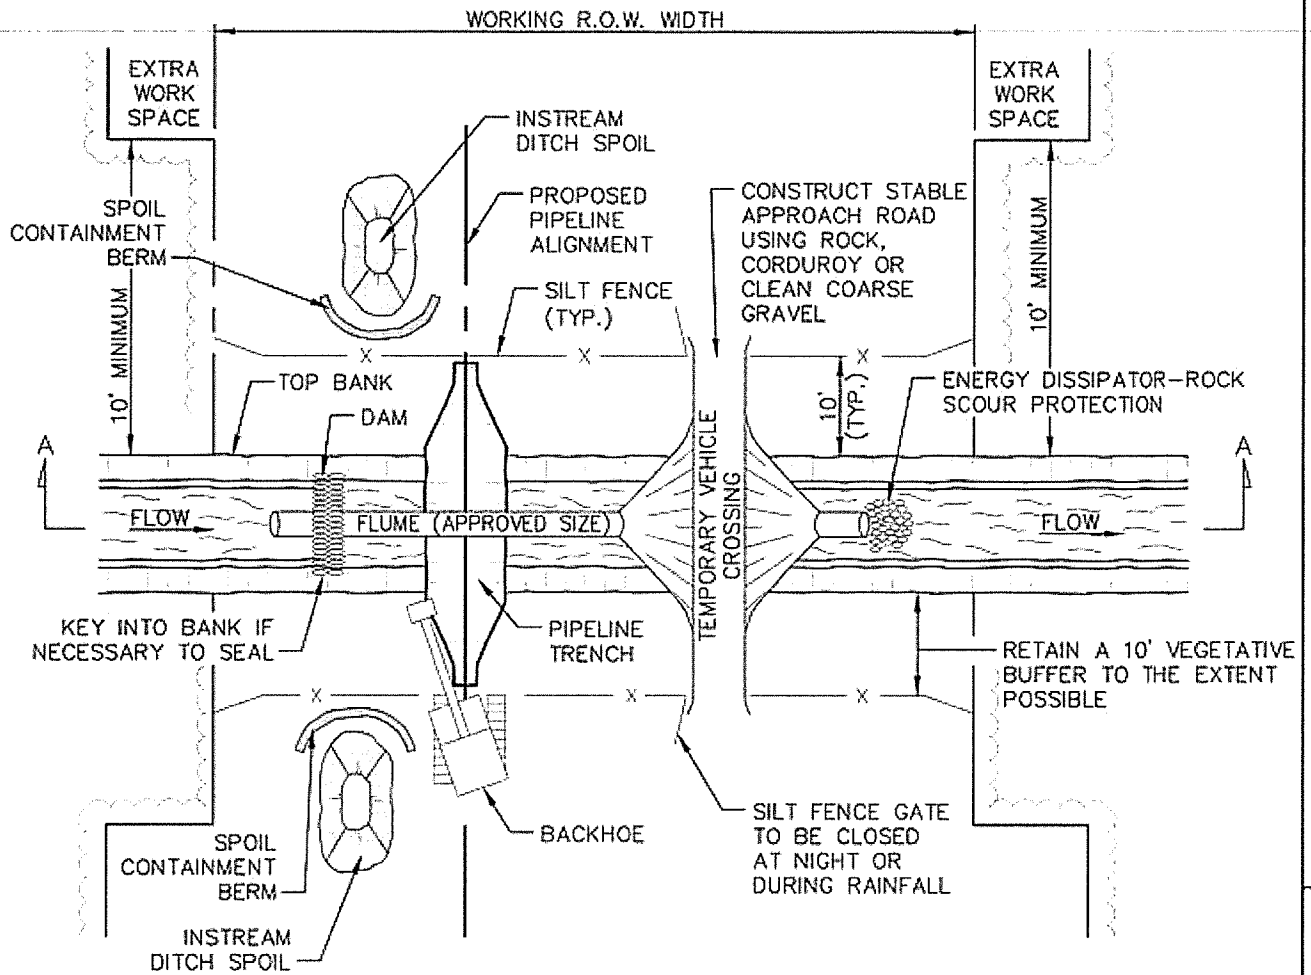 WORKING R.O.W. WIDTH
EXTRA
WORK
SPACE
EXTRA
WORK
SPACE
INSTREAM
DITCH SPOIL
PROPOSED
PIPELINE
ALIGNMENT
CONSTRUCT STABLE
APPROACH ROAD
USING ROCK,
CORDUROY OR
CLEAN COARSE
GRAVEL
SPOIL
CONTAINMENT
BERM
SILT FENCE
(TYP.)
10' MINIMUM
10' MINIMUM
X
X
X
TOP BANK
DAM
10'
(TYP.)
ENERGY DISSIPATOR-ROCK
SCOUR PROTECTION
A
A
FLOW
FLUME (APPROVED SIZE)
TEMPORARY VEHICLE
CROSSING
FLOW
KEY INTO BANK IF
NECESSARY TO SEAL
PIPELINE
TRENCH
RETAIN A 10' VEGETATIVE
BUFFER TO THE EXTENT
POSSIBLE
X
X
X
BACKHOE
SILT FENCE GATE
TO BE CLOSED
AT NIGHT OR
DURING RAINFALL
SPOIL
CONTAINMENT
BERM
INSTREAM
DITCH SPOIL